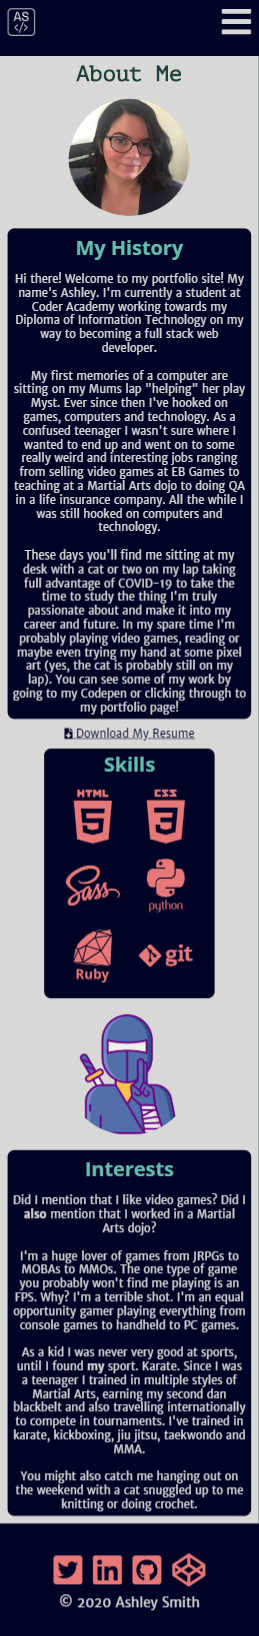 AS
</>
About Me
My History
Hi there! Welcome to my portfolio site! My
name's Ashley. I'm currently a student at
Coder Academy working towards my
Diploma of Information Technology on my
way to becoming a full stack web
developer.
My first memories of a computer are
sitting on my Mums lap "helping" her play
Myst. Ever since then I've hooked on
games, computers and technology. As a
confused teenager I wasn't sure where I
wanted to end up and went on to some
really weird and interesting jobs ranging
from selling video games at EB Games to
teaching at a Martial Arts dojo to doing QA
in a life insurance company. All the while I
was still hooked on computers and
technology.
These days you'll find me sitting at my
desk with a cat or two on my lap taking
full advantage of COVID-19 to take the
time to study the thing I'm truly
passionate about and make it into my
career and future. In my spare time I'm
probably playing video games, reading or
maybe even trying my hand at some pixel
art (yes, the cat is probably still on my
lap). You can see some of my work by
going to my Codepen or clicking through to
my portfolio page!
Download My Resume
Skills
HTML
5
CSS
3
Sass
python
Ruby
git
Interests
Did I mention that I like video games? Did I
also mention that I worked in a Martial
Arts dojo?
I'm a huge lover of games from JRPGs to
MOBAs to MMOs. The one type of game
you probably won't find me playing is an
FPS. Why? I'm a terrible shot. I'm an equal
opportunity gamer playing everything from
console games to handheld to PC games.
As a kid I was never very good at sports,
until I found my sport. Karate. Since I was
a teenager I trained in multiple styles of
Martial Arts, earning my second dan
blackbelt and also travelling internationally
to compete in tournaments. I've trained in
karate, kickboxing, jiu jitsu, taekwondo and
MMA.
You might also catch me hanging out on
the weekend with a cat snuggled up to me
knitting or doing crochet.
in
© 2020 Ashley Smith